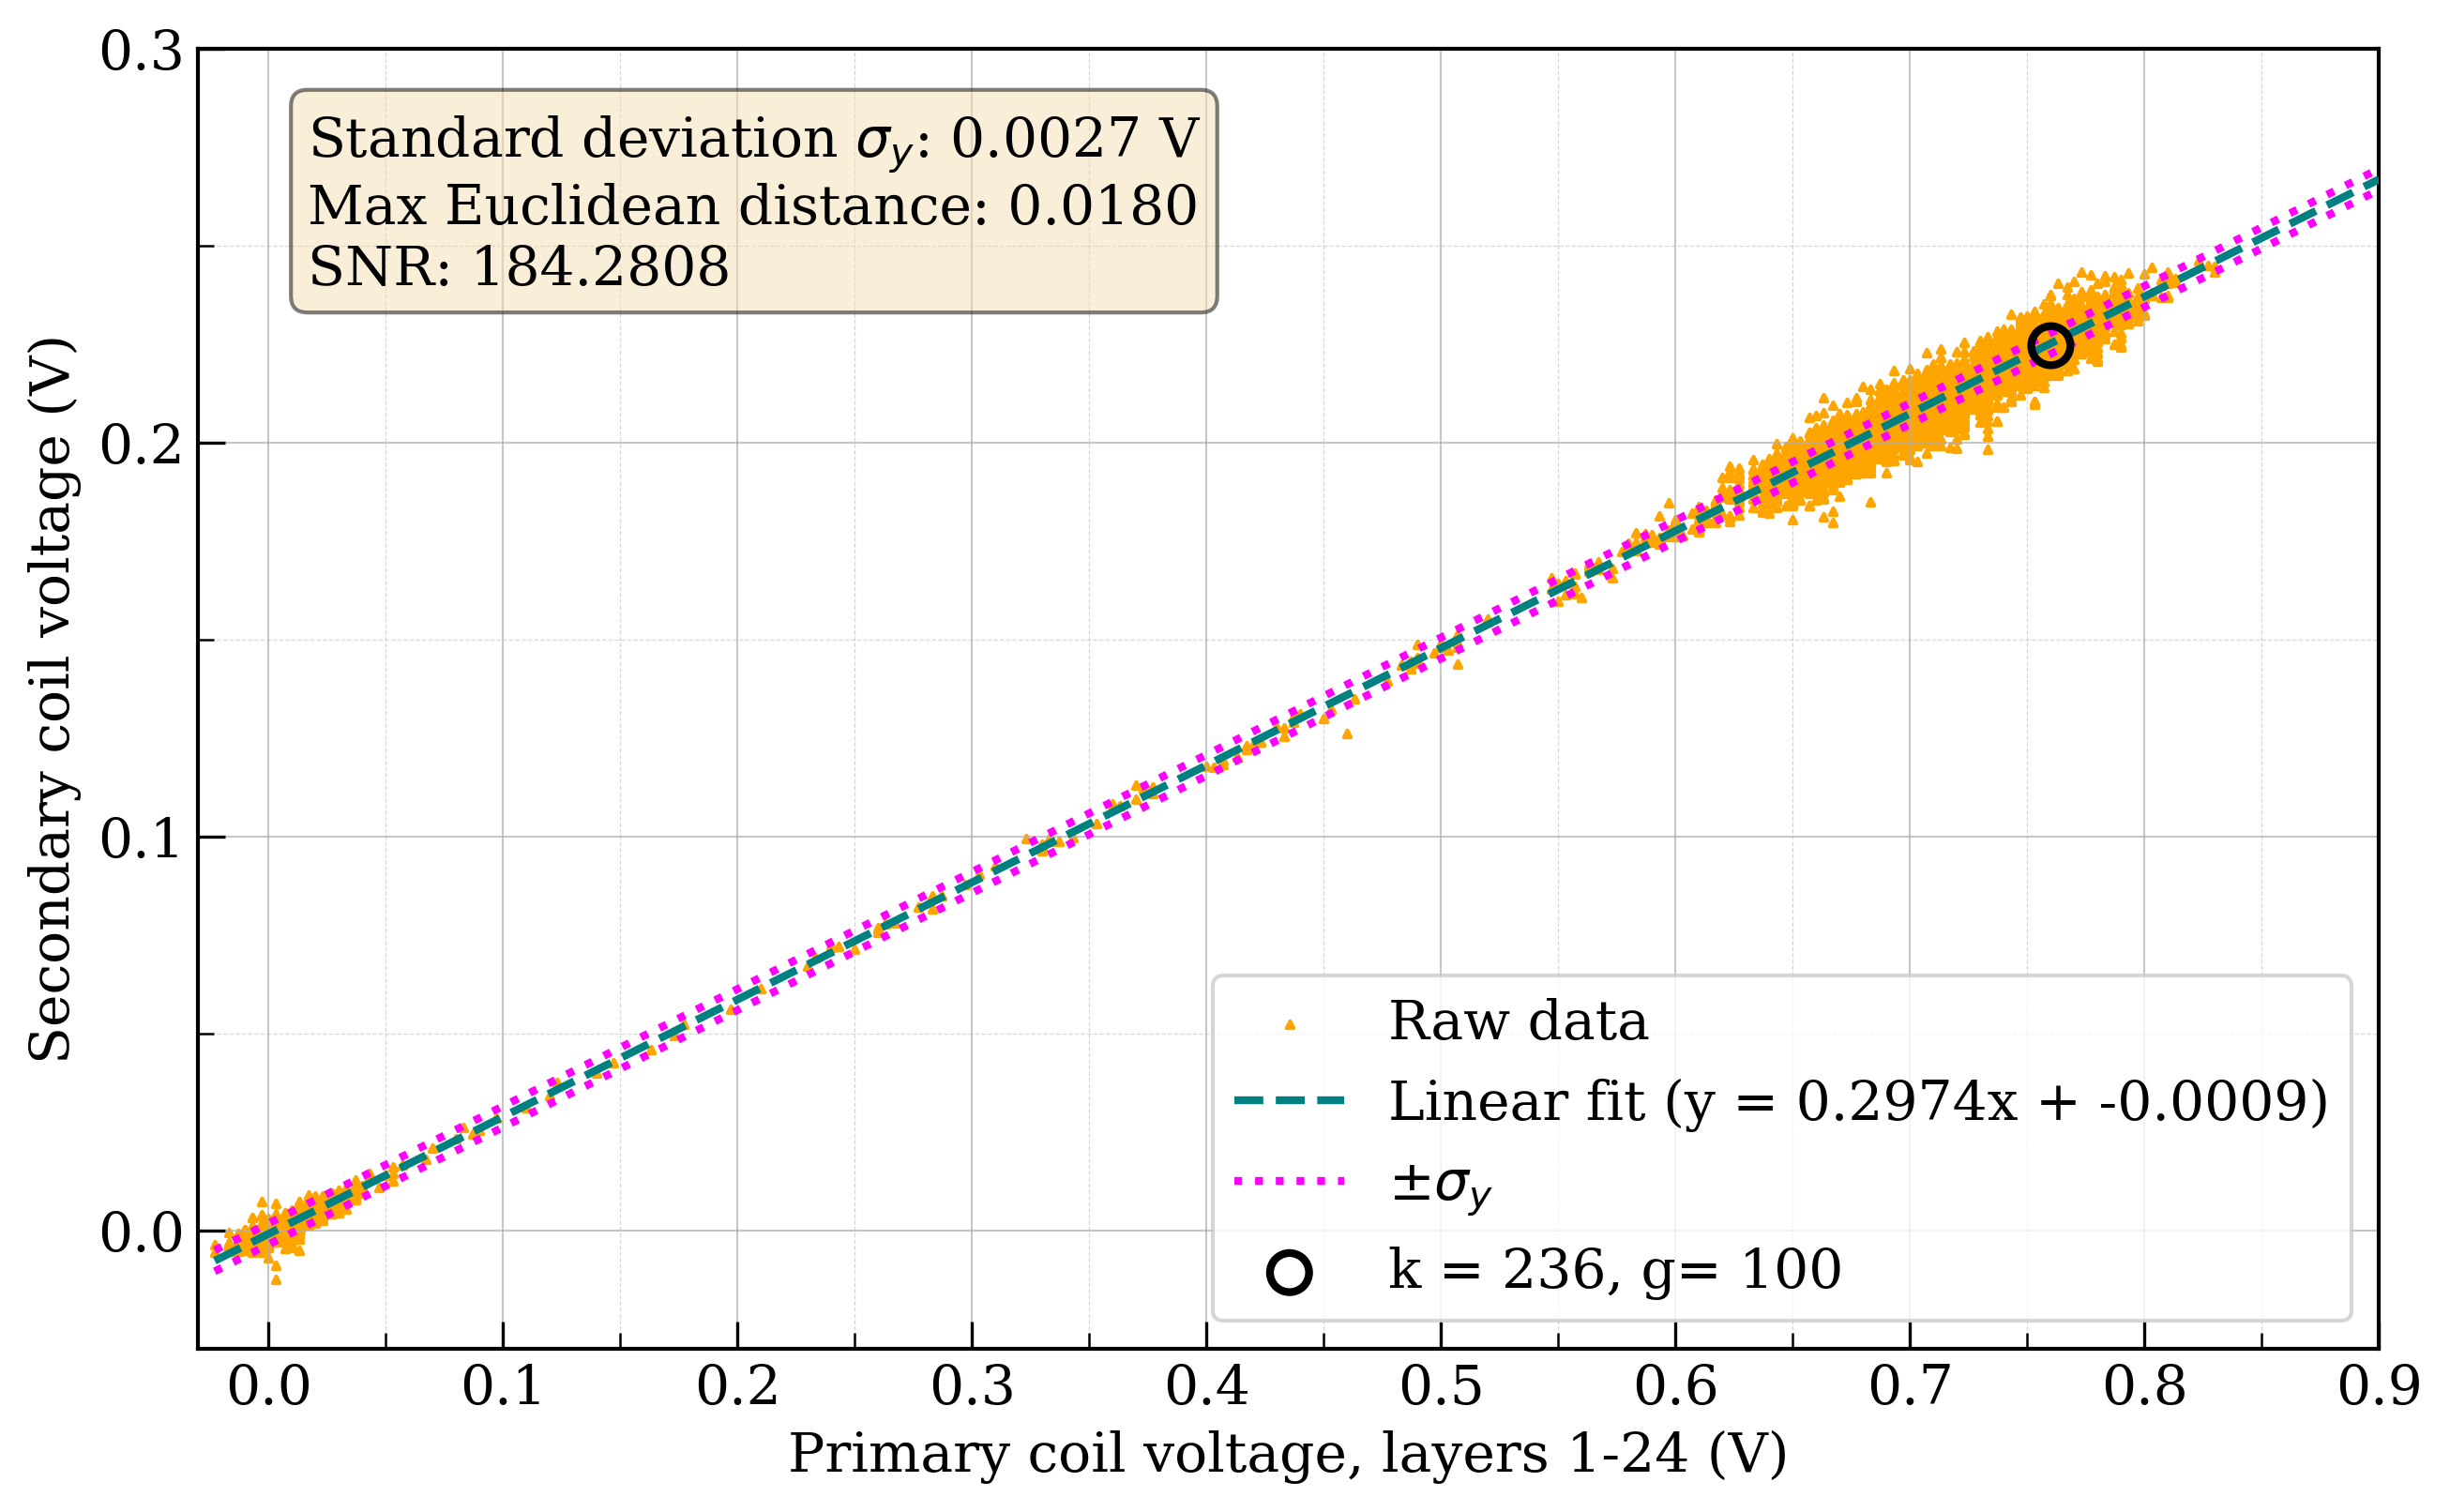 0.3
0.2
0.1
0.0
Secondary coil voltage (V)
Standard deviation σy: 0.0027 V
Max Euclidean distance: 0.0180
SNR: 184.2808
Raw data
Linear fit (y = 0.2974x + -0.0009)
±σy
k = 236, g= 100
0.0 0.1 0.2 0.3 0.4 0.5 0.6 0.7 0.8 0.9
Primary coil voltage, layers 1-24 (V)